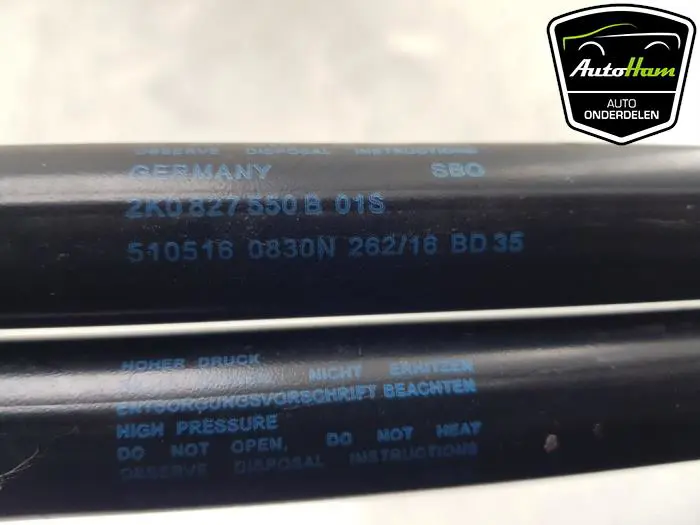 AutoHam
AUTO
ONDERDELEN
OBSERVE DISPOSAL INSTRUCTIONS
GERMANY SBO
2K0 827 550 B 01S
510516 0830N 262/16 BD 35
HOHER DRUCK
NICHT ERHITZEN
ENTSORGUNGSVORSCHRIFT BEACHTEN
HIGH PRESSURE
DO NOT OPEN, DO NOT HEAT
OBSERVE DISPOSAL INSTRUCTIONS